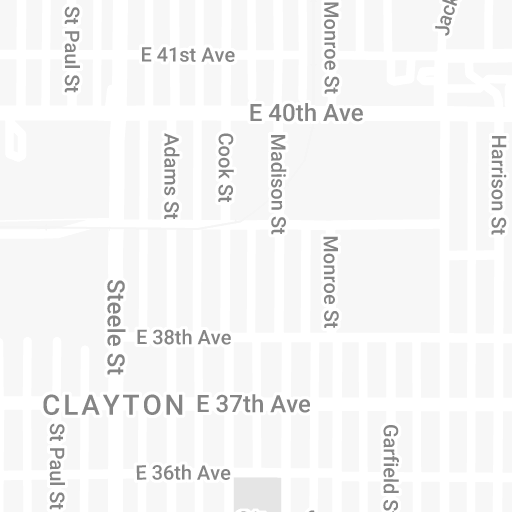 St Paul St
Monroe St
E 41st Ave
E 40th Ave
Adams St
Cook St
Madison St
Harrison St
Monroe St
Steele St
E 38th Ave
CLAYTON
E 37th Ave
St Paul St
Garfield S
E 36th Ave